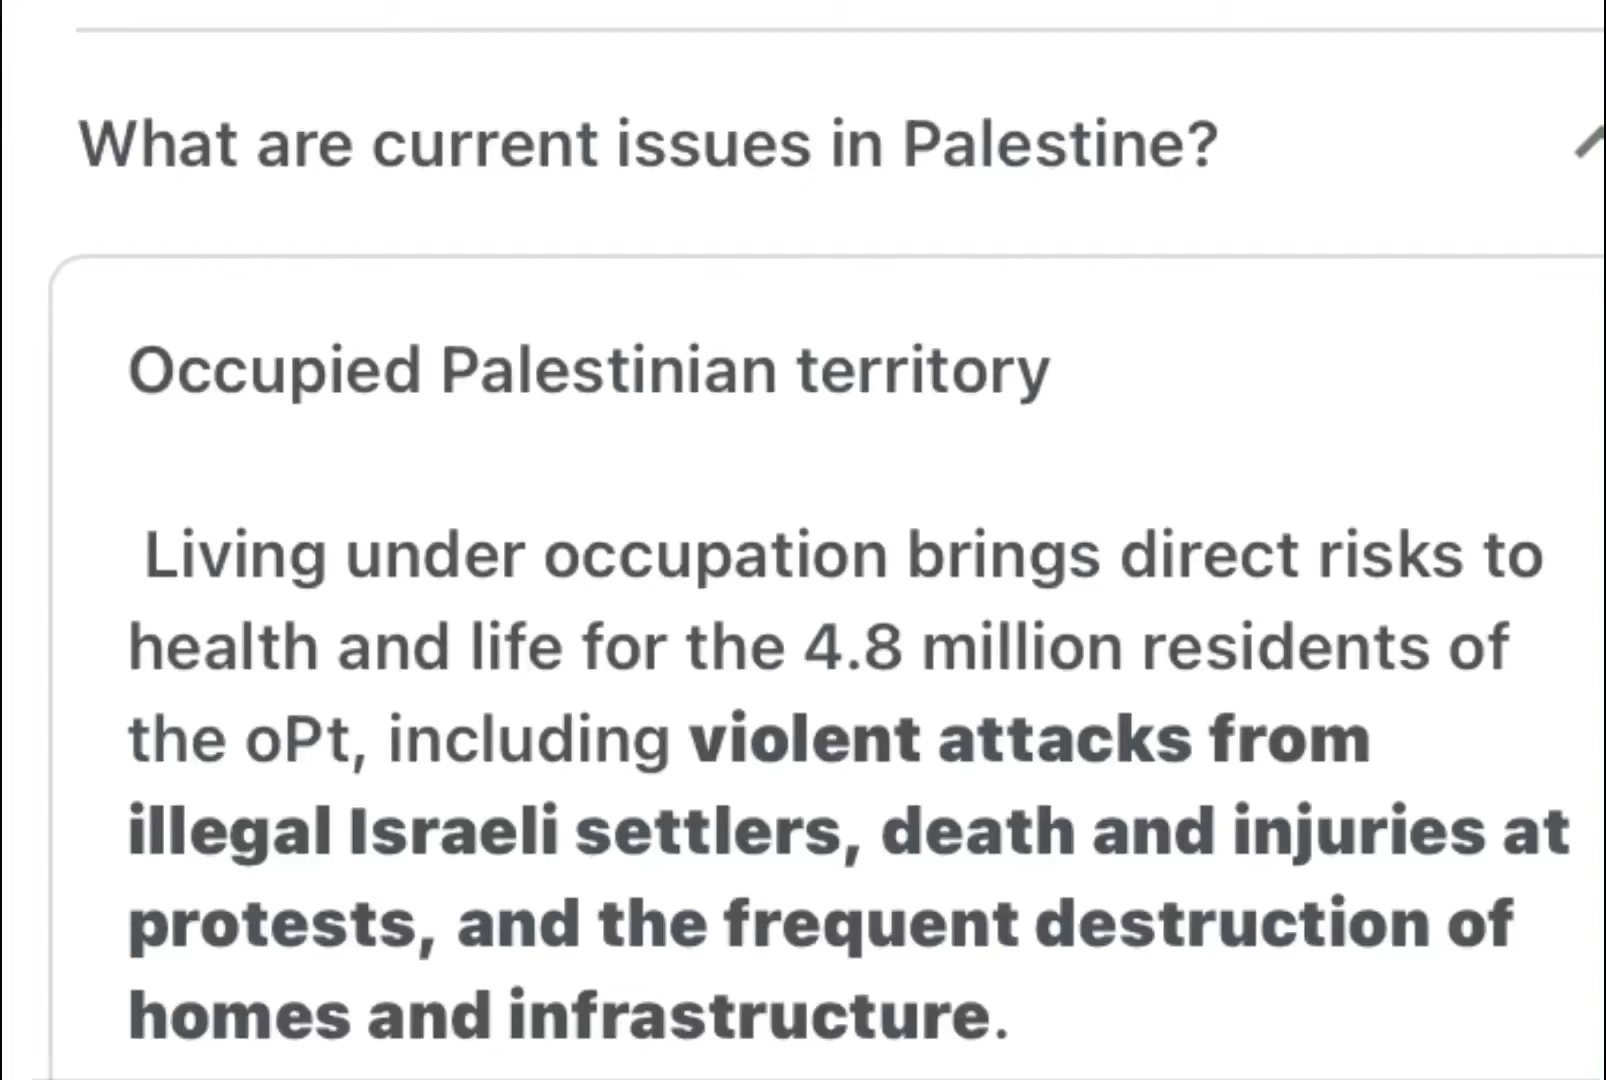 What are current issues in Palestine?
Occupied Palestinian territory
Living under occupation brings direct risks to
health and life for the 4.8 million residents of
the oPt, including violent attacks from
illegal Israeli settlers, death and injuries at
protests, and the frequent destruction of
homes and infrastructure.